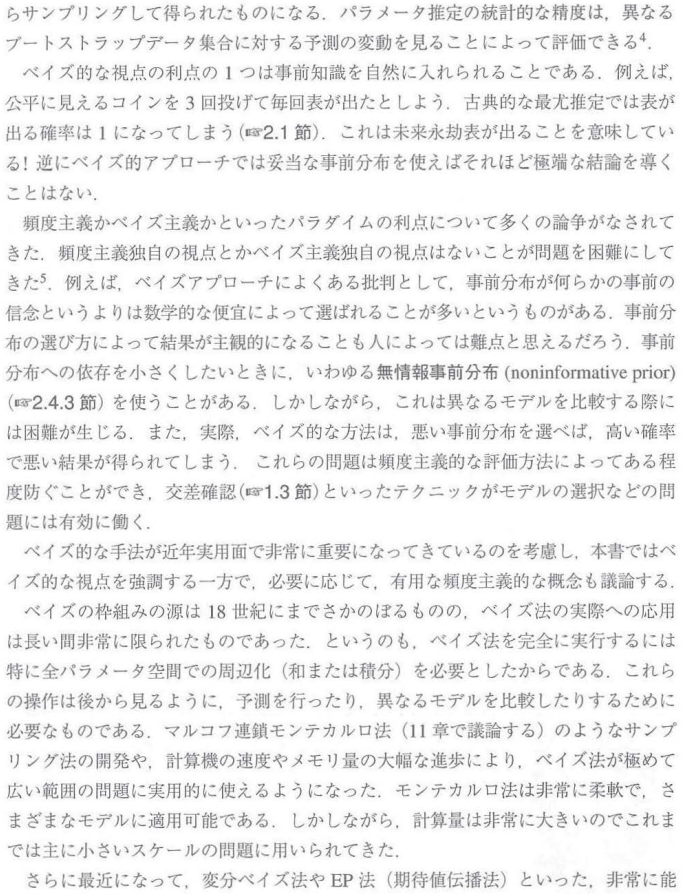 らサンプリングして得られたものになる．パラメータ推定の統計的な精度は，異なる
ブートストラップデータ集合に対する予測の変動を見ることによって評価できる⁴．
ベイズ的な視点の利点の 1 つは事前知識を自然に入れられることである．例えば，
公平に見えるコインを 3 回投げて毎回表が出たとしよう．古典的な最尤推定では表が
出る確率は 1 になってしまう(☞2.1 節)．これは未来永劫表が出ることを意味してい
る! 逆にベイズ的アプローチでは妥当な事前分布を使えばそれほど極端な結論を導く
ことはない．
頻度主義かベイズ主義かといったパラダイムの利点について多くの論争がなされて
きた．頻度主義独自の視点とかベイズ主義独自の視点はないことが問題を困難にして
きた⁵．例えば，ベイズアプローチによくある批判として，事前分布が何らかの事前の
信念というよりは数学的な便宜によって選ばれることが多いというものがある．事前分
布の選び方によって結果が主観的になることも人によっては難点と思えるだろう．事前
分布への依存を小さくしたいときに，いわゆる無情報事前分布 (noninformative prior)
(☞2.4.3 節) を使うことがある．しかしながら，これは異なるモデルを比較する際に
は困難が生じる．また，実際，ベイズ的な方法は，悪い事前分布を選べば，高い確率
で悪い結果が得られてしまう． これらの問題は頻度主義的な評価方法によってある程
度防ぐことができ，交差確認(☞1.3 節)といったテクニックがモデルの選択などの問
題には有効に働く．
ベイズ的な手法が近年実用面で非常に重要になってきているのを考慮し，本書ではベ
イズ的な視点を強調する一方で，必要に応じて，有用な頻度主義的な概念も議論する．
ベイズの枠組みの源は 18 世紀にまでさかのぼるものの，ベイズ法の実際への応用
は長い間非常に限られたものであった．というのも，ベイズ法を完全に実行するには
特に全パラメータ空間での周辺化（和または積分）を必要としたからである．これら
の操作は後から見るように，予測を行ったり，異なるモデルを比較したりするために
必要なものである．マルコフ連鎖モンテカルロ法（11 章で議論する）のようなサンプ
リング法の開発や，計算機の速度やメモリ量の大幅な進歩により，ベイズ法が極めて
広い範囲の問題に実用的に使えるようになった．モンテカルロ法は非常に柔軟で，さ
まざまなモデルに適用可能である．しかしながら，計算量は非常に大きいのでこれま
では主に小さいスケールの問題に用いられてきた．
さらに最近になって，変分ベイズ法や EP 法（期待値伝播法）といった，非常に能